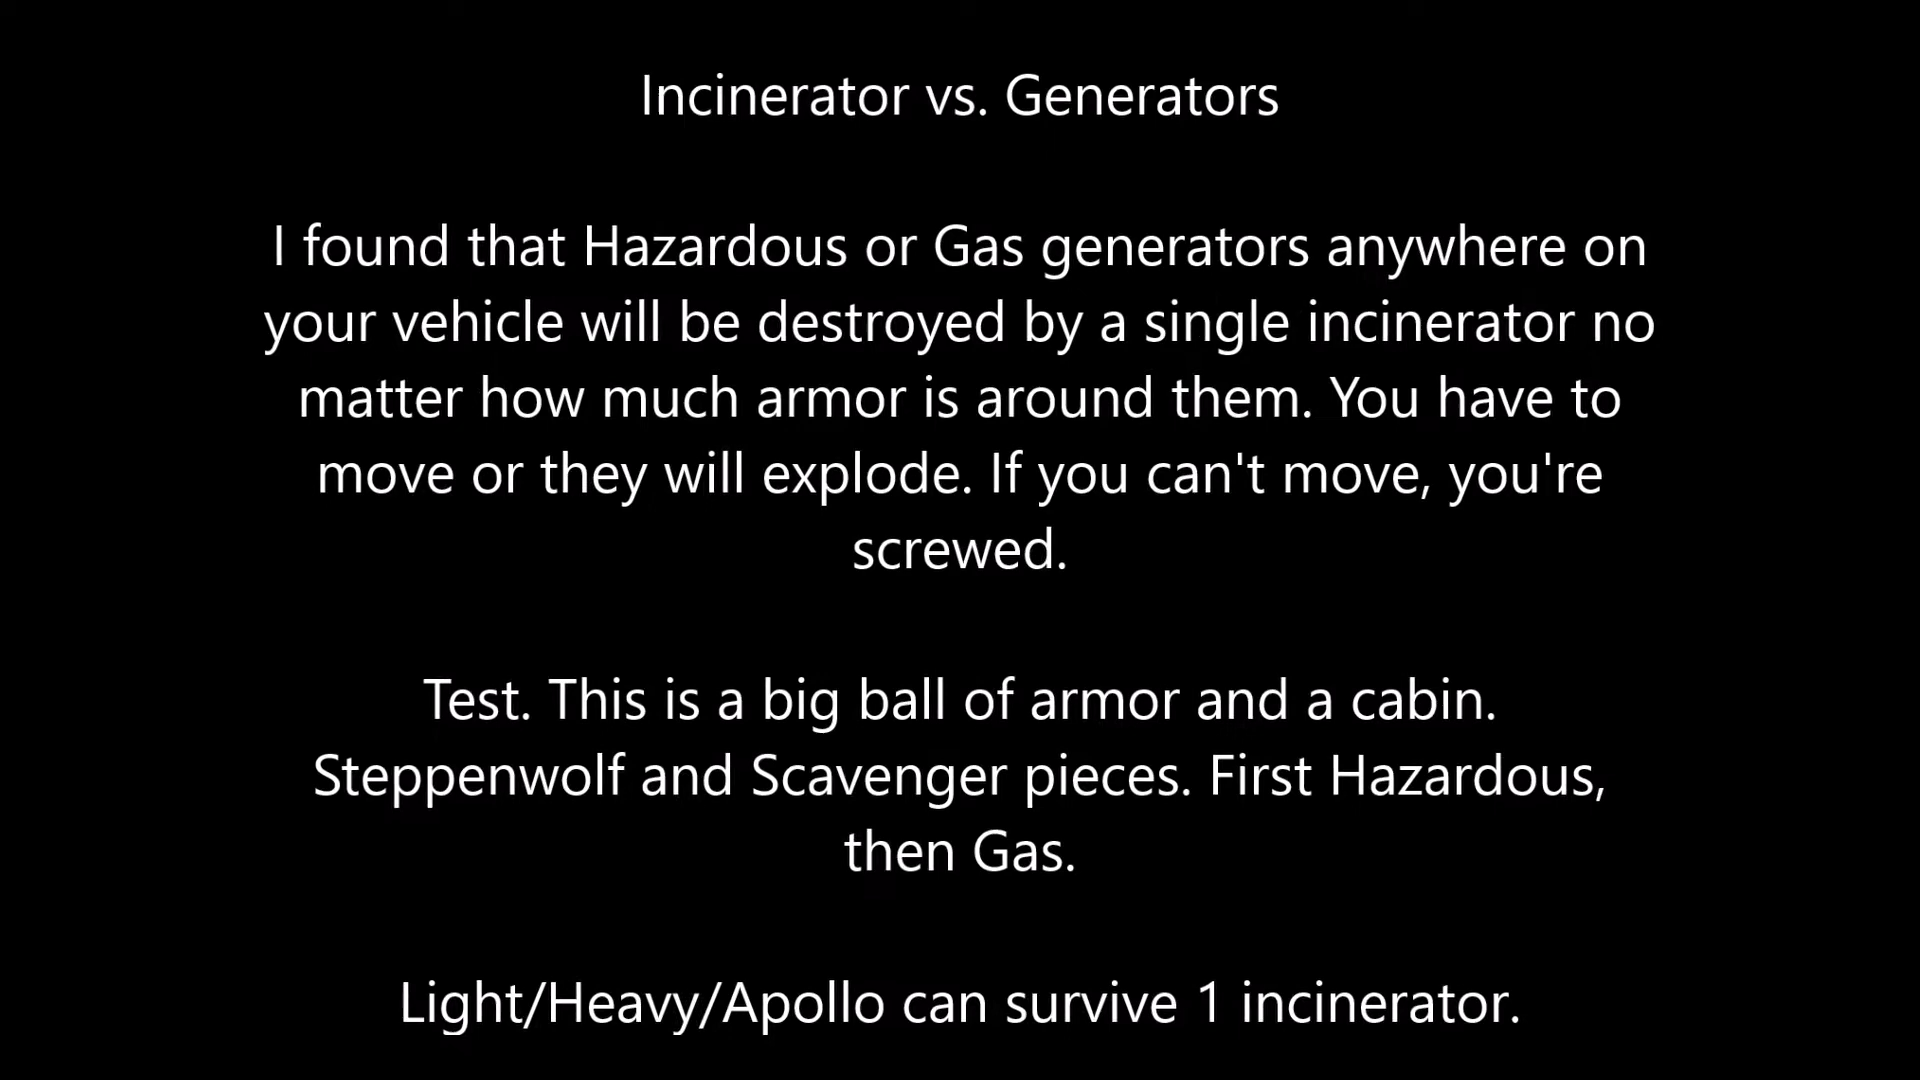 Incinerator vs. Generators
I found that Hazardous or Gas generators anywhere on
your vehicle will be destroyed by a single incinerator no
matter how much armor is around them. You have to
move or they will explode. If you can't move, you're
screwed.
Test. This is a big ball of armor and a cabin.
Steppenwolf and Scavenger pieces. First Hazardous,
then Gas.
Light/Heavy/Apollo can survive 1 incinerator.